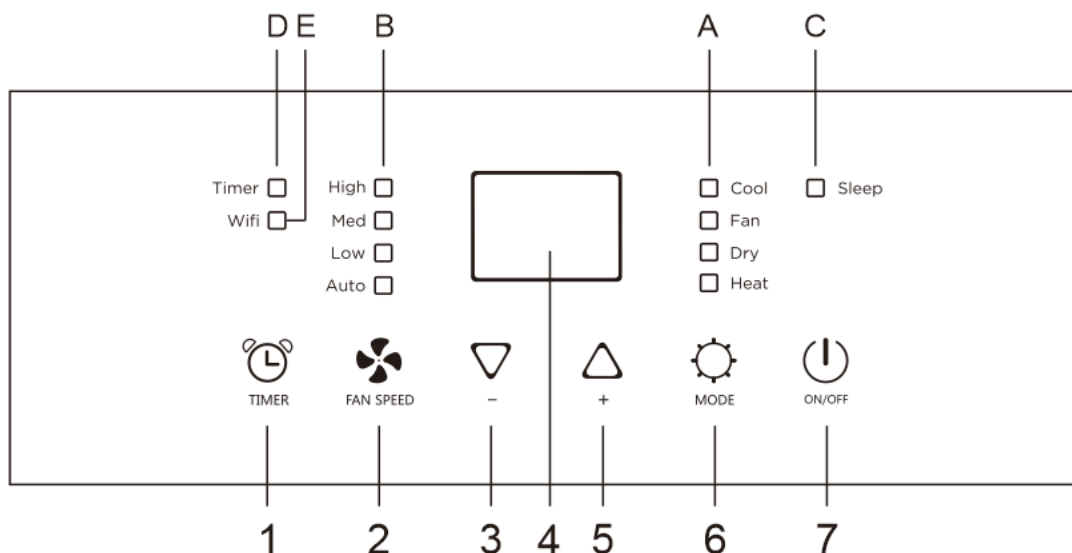 D E B A C
Timer High Cool Sleep
Wifi Med Fan
Low Dry
Auto Heat
TIMER FAN SPEED - + MODE ON/OFF
1 2 3 4 5 6 7